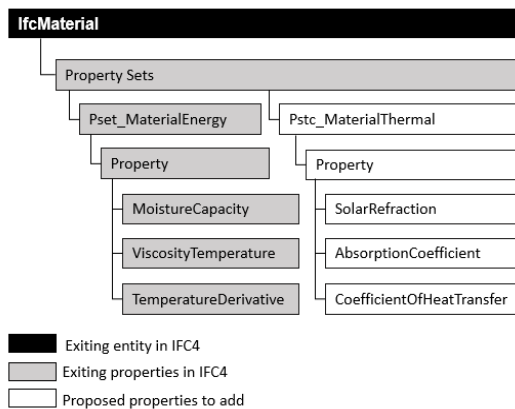 IfcMaterial
Property Sets
Pset_MaterialEnergy
Pstc_MaterialThermal
Property
Property
MoistureCapacity
SolarRefraction
ViscosityTemperature
AbsorptionCoefficient
TemperatureDerivative
CoefficientOfHeatTransfer
Exiting entity in IFC4
Exiting properties in IFC4
Proposed properties to add